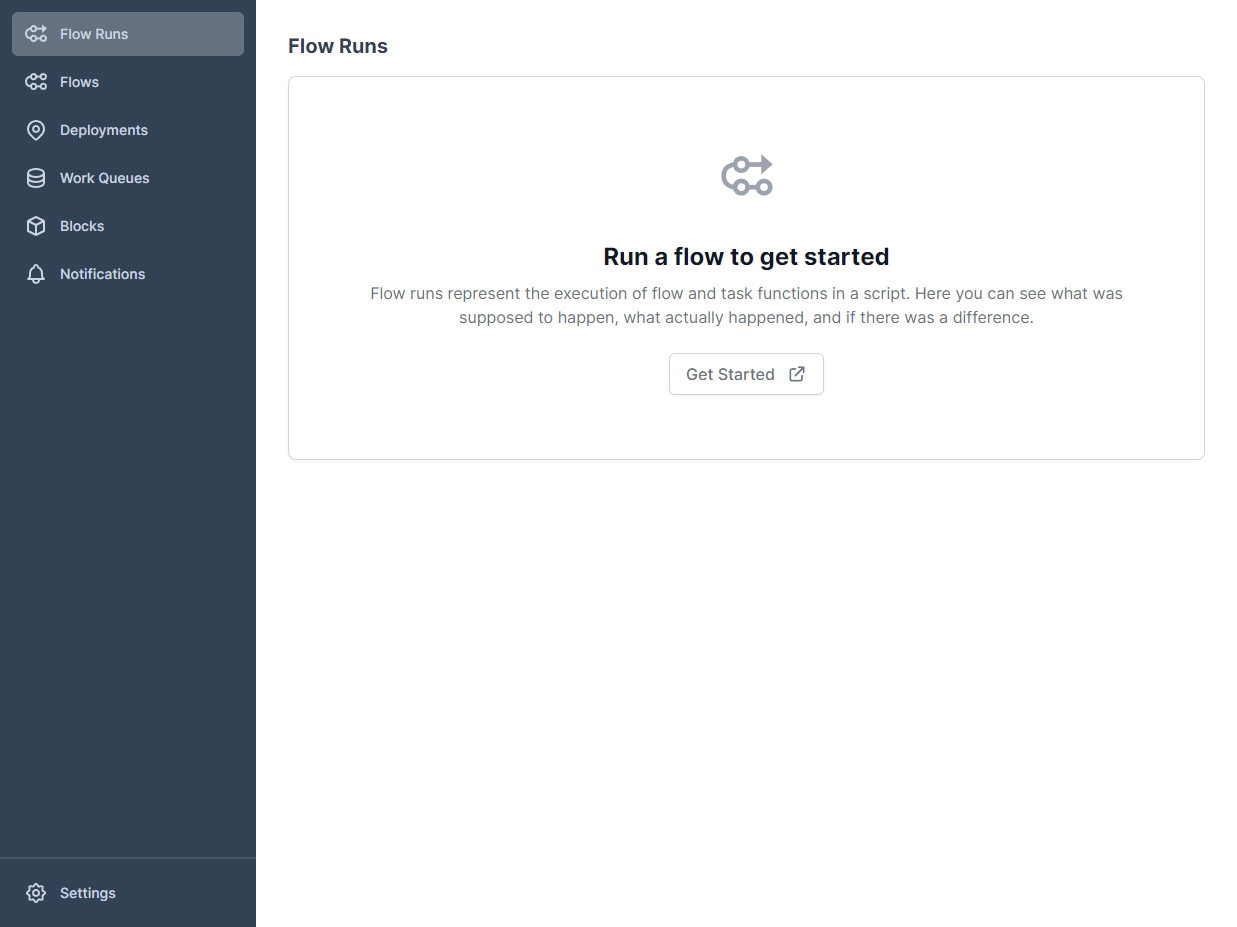 Flow Runs
Flows
Deployments
Work Queues
Blocks
Notifications
Settings
Flow Runs
Run a flow to get started
Flow runs represent the execution of flow and task functions in a script. Here you can see what was
supposed to happen, what actually happened, and if there was a difference.
Get Started